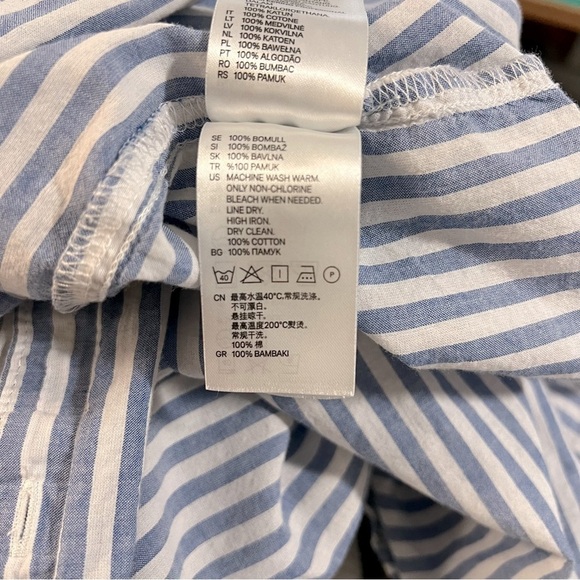 IT 100% COTONE
LT 100% MEDVILNĖ
LV 100% KOKVILNA
NL 100% KATOEN
PL 100% BAWEŁNA
PT 100% ALGODÃO
RO 100% BUMBAC
RS 100% PAMUK
SE 100% BOMULL
SI 100% BOMBAŽ
SK 100% BAVLNA
TR %100 PAMUK
US MACHINE WASH WARM.
ONLY NON-CHLORINE
BLEACH WHEN NEEDED.
LINE DRY.
HIGH IRON.
DRY CLEAN.
100% COTTON
BG 100% ПАМУК
40 P
CN 最高水温40°C,常规洗涤.
不可漂白.
悬挂晾干.
最高温度200°C熨烫.
常规干洗.
100% 棉
GR 100% ΒΑΜΒΑΚΙ